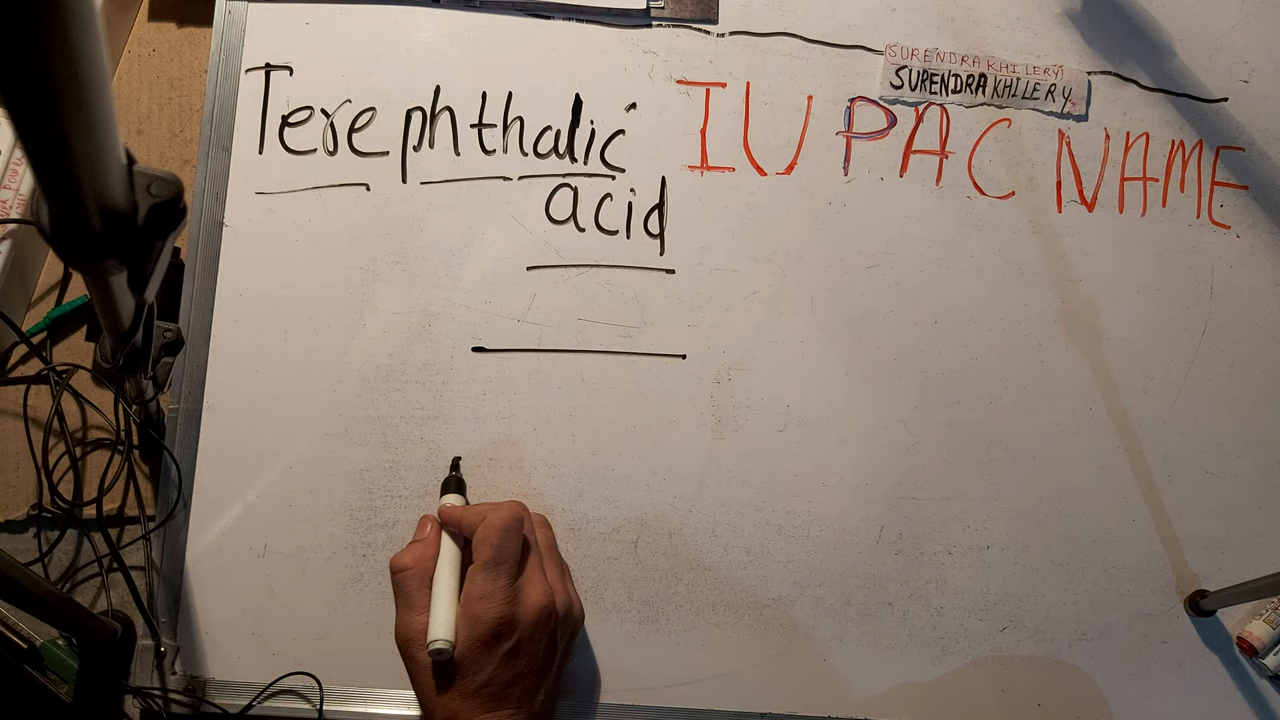 Terephthalic
acid
IUPAC NAME
(SURENDRA KHILERY)
SURENDRA KHILERY